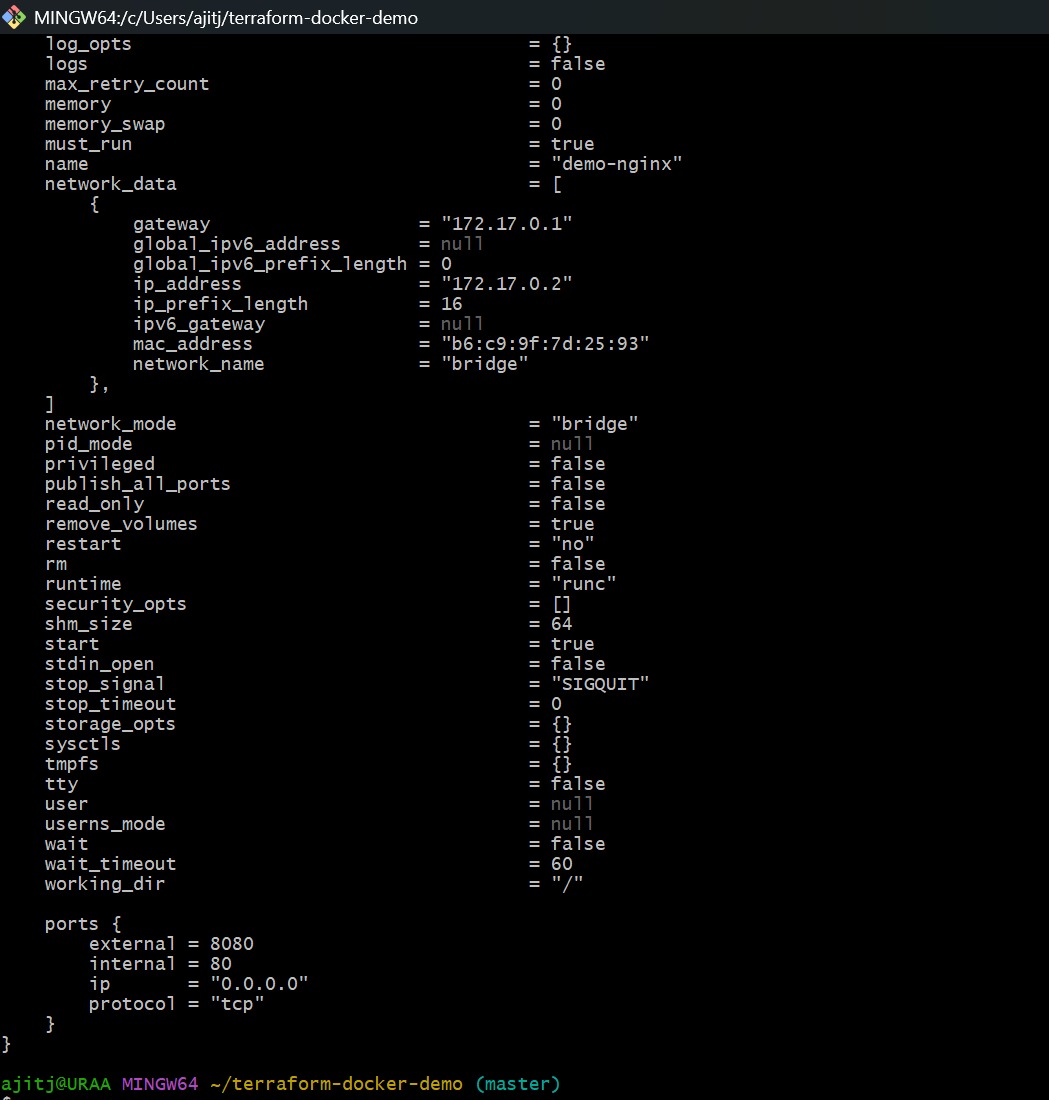 MINGW64:/c/Users/ajitj/terraform-docker-demo
log_opts = {}
logs = false
max_retry_count = 0
memory = 0
memory_swap = 0
must_run = true
name = "demo-nginx"
network_data = [
{
gateway = "172.17.0.1"
global_ipv6_address = null
global_ipv6_prefix_length = 0
ip_address = "172.17.0.2"
ip_prefix_length = 16
ipv6_gateway = null
mac_address = "b6:c9:9f:7d:25:93"
network_name = "bridge"
},
]
network_mode = "bridge"
pid_mode = null
privileged = false
publish_all_ports = false
read_only = false
remove_volumes = true
restart = "no"
rm = false
runtime = "runc"
security_opts = []
shm_size = 64
start = true
stdin_open = false
stop_signal = "SIGQUIT"
stop_timeout = 0
storage_opts = {}
sysctls = {}
tmpfs = {}
tty = false
user = null
userns_mode = null
wait = false
wait_timeout = 60
working_dir = "/"
ports {
external = 8080
internal = 80
ip = "0.0.0.0"
protocol = "tcp"
}
}
ajitj@URAA MINGW64 ~/terraform-docker-demo (master)